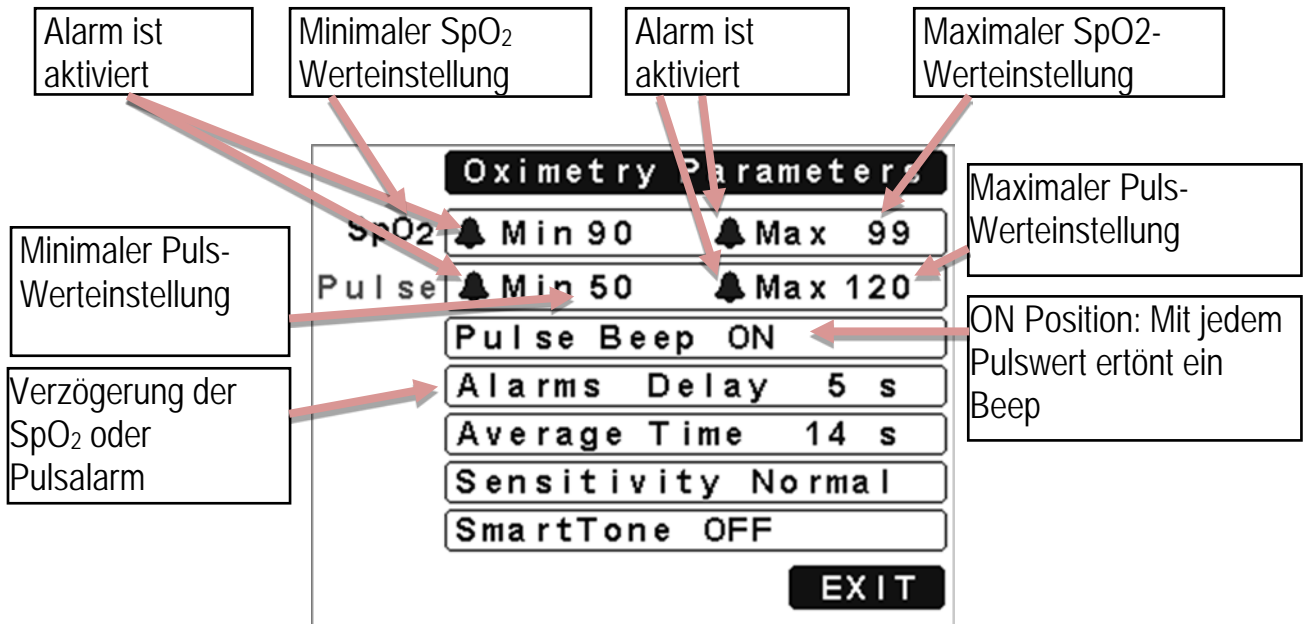 Alarm ist
aktiviert
Minimaler SpO₂
Werteinstellung
Alarm ist
aktiviert
Maximaler SpO2-
Werteinstellung
Oximetry Parameters
SpO2 Min 90 Max 99
Pulse Min 50 Max 120
Pulse Beep ON
Alarms Delay 5 s
Average Time 14 s
Sensitivity Normal
SmartTone OFF
EXIT
Minimaler Puls-
Werteinstellung
Verzögerung der
SpO₂ oder
Pulsalarm
Maximaler Puls-
Werteinstellung
ON Position: Mit jedem
Pulswert ertönt ein
Beep